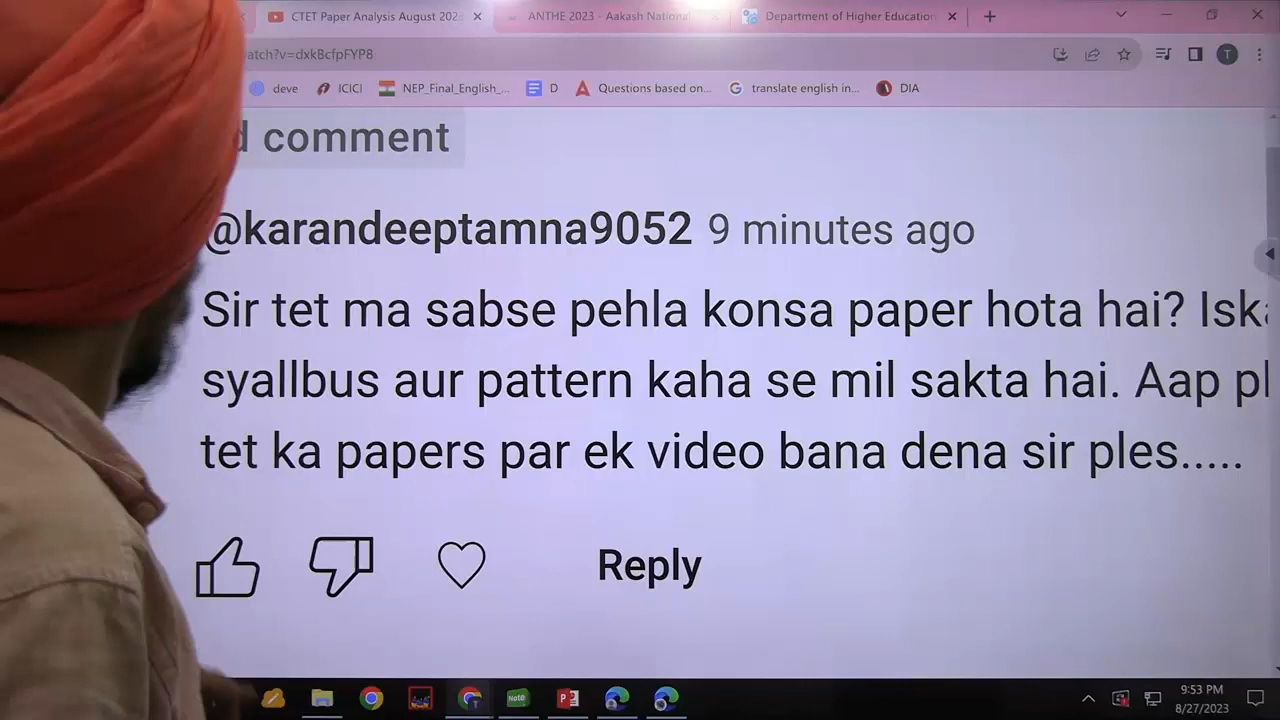 CTET Paper Analysis August 202
ANTHE 2023 - Aakash National
Department of Higher Education
atch?v=dxkBcfpFYP8
T
deve
ICICI
NEP_Final_English_...
D
Questions based on...
translate english in...
DIA
d comment
@karandeeptamna9052 9 minutes ago
Sir tet ma sabse pehla konsa paper hota hai? Iska
syallbus aur pattern kaha se mil sakta hai. Aap pl
tet ka papers par ek video bana dena sir ples.....
Reply
Note
9:53 PM
8/27/2023